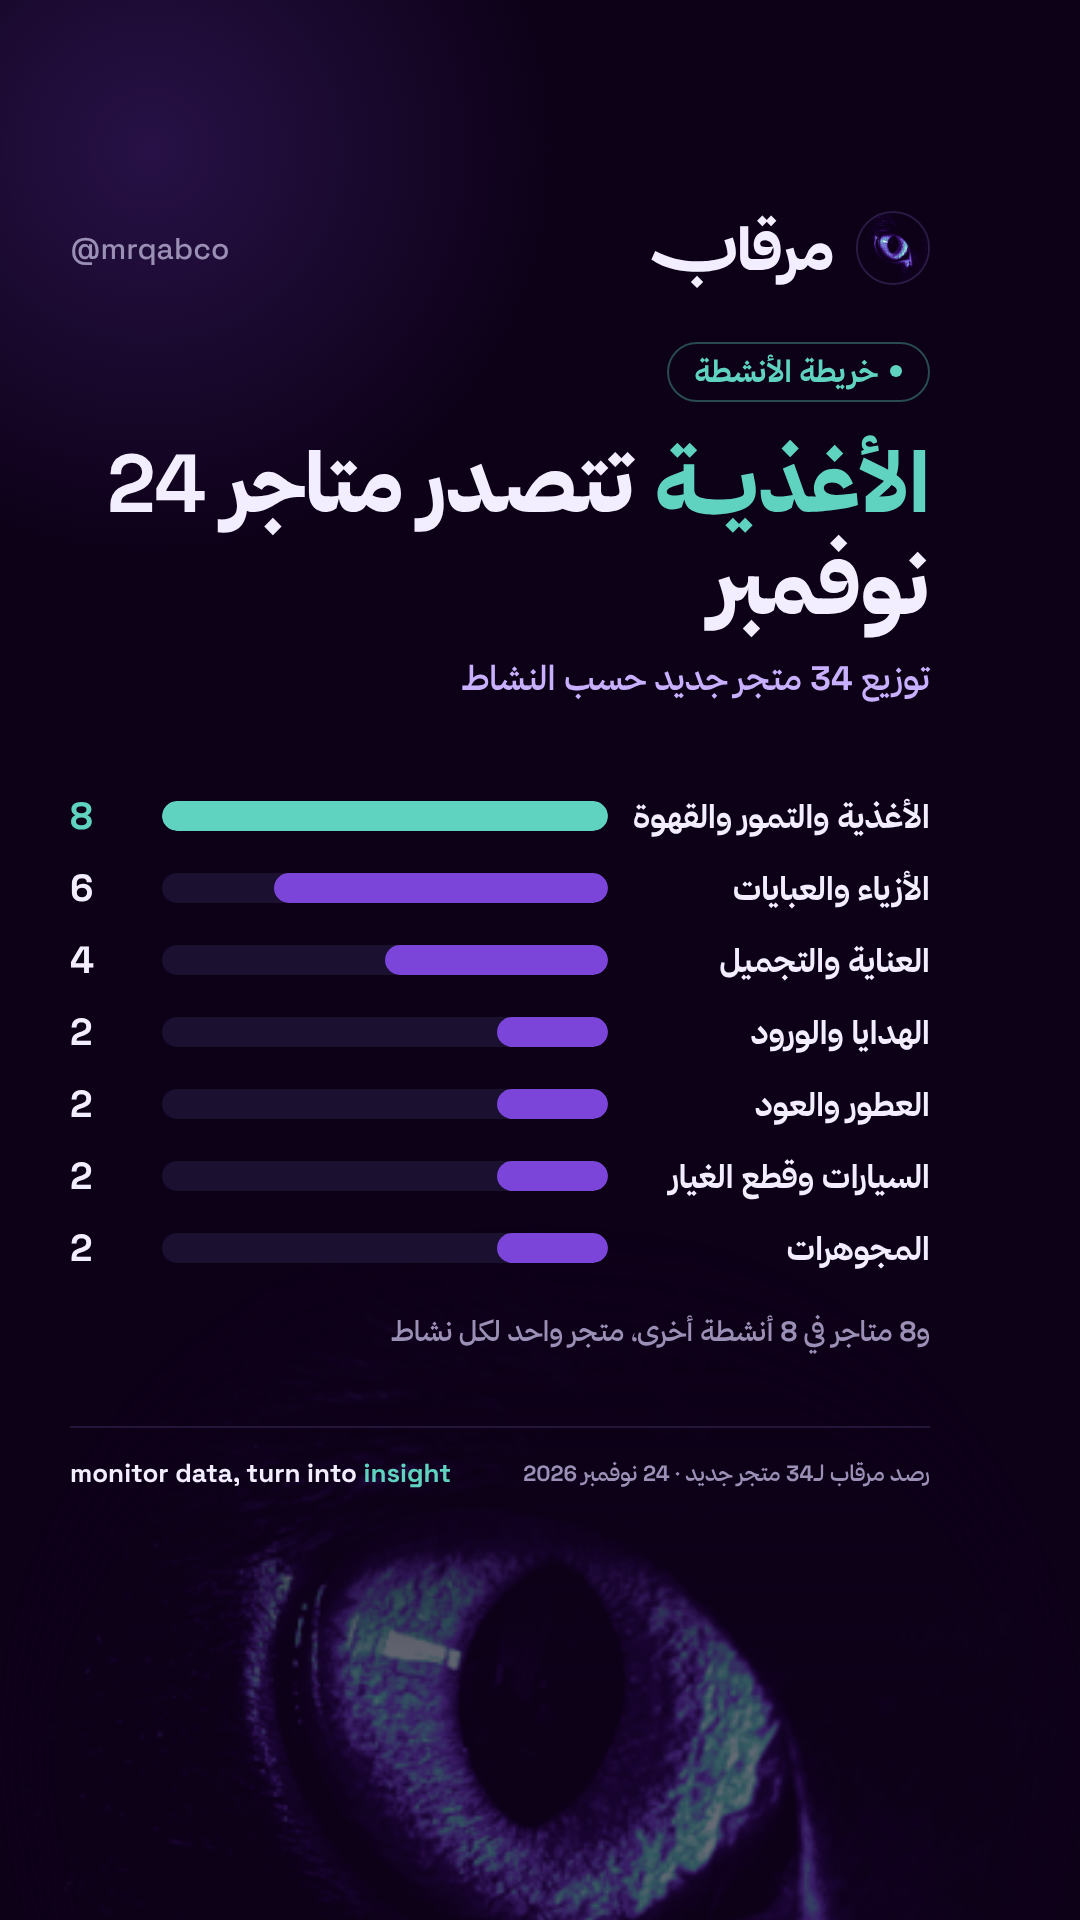 مرقاب
@mrqabco
خريطة الأنشطة
الأغذية تتصدر متاجر 24
نوفمبر
توزيع 34 متجر جديد حسب النشاط
الأغذية والتمور والقهوة 8
الأزياء والعبايات 6
العناية والتجميل 4
الهدايا والورود 2
العطور والعود 2
السيارات وقطع الغيار 2
المجوهرات 2
و8 متاجر في 8 أنشطة أخرى، متجر واحد لكل نشاط
رصد مرقاب لـ34 متجر جديد · 24 نوفمبر 2026
monitor data, turn into insight